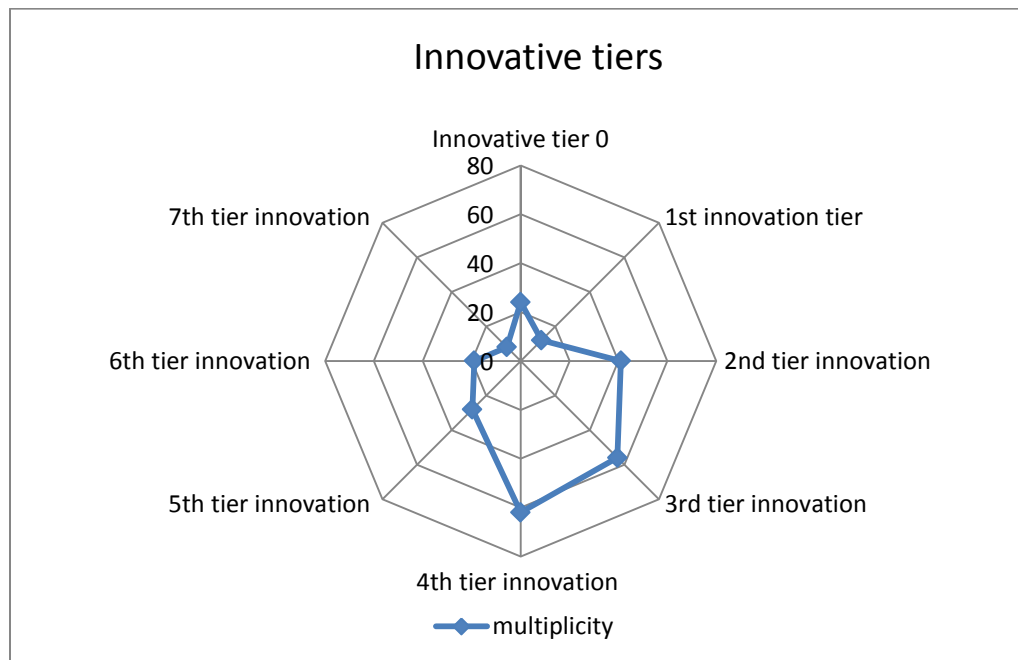 Innovative tiers
Innovative tier 0
80
60
40
20
0
1st innovation tier
2nd tier innovation
3rd tier innovation
4th tier innovation
5th tier innovation
6th tier innovation
7th tier innovation
multiplicity